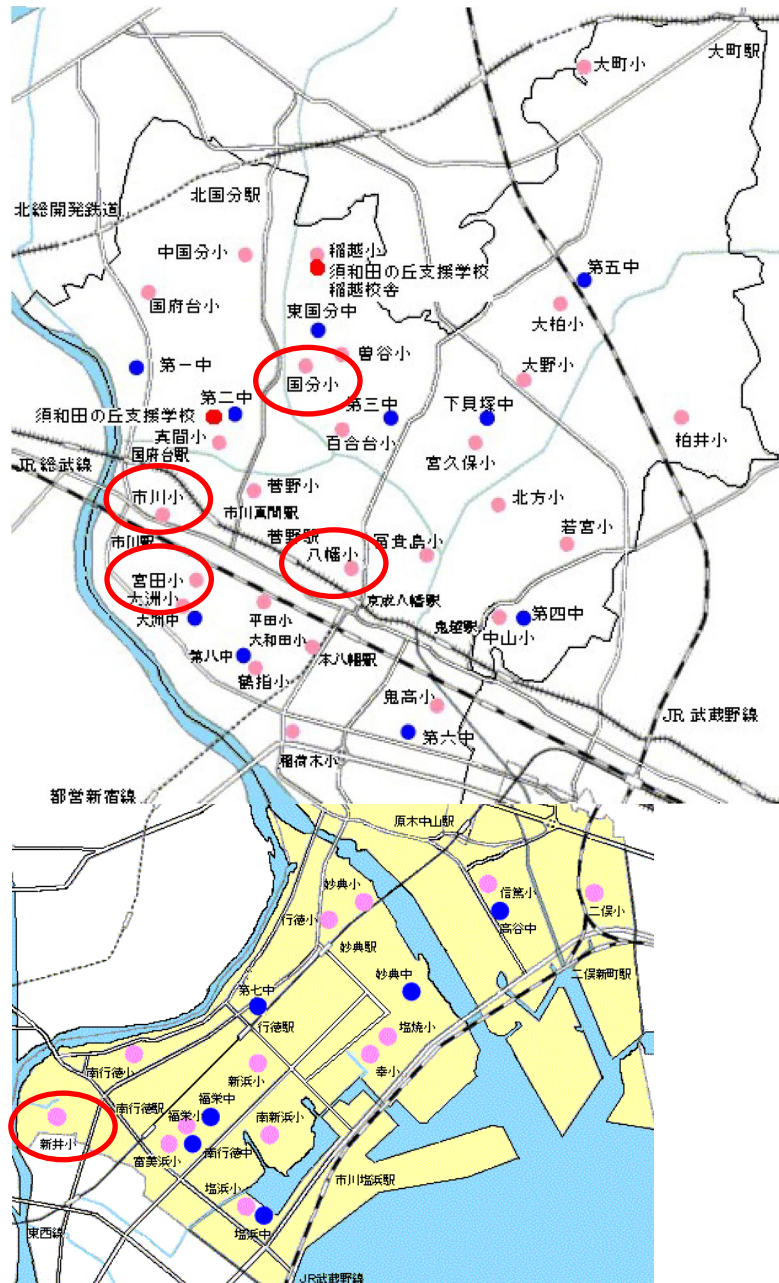 大町小
大町駅
北国分駅
北総開発鉄道
中国分小
稲越小
須和田の丘支援学校
稲越校舎
第五中
国府台小
東国分中
大柏小
曽谷小
第一中
国分小
大野小
第二中
第三中
下貝塚中
須和田の丘支援学校
真間小
百合台小
宮久保小
柏井小
国府台駅
JR総武線
市川小
菅野小
北方小
市川真間駅
市川駅
菅野駅
八幡小
冨貴島小
若宮小
宮田小
大洲小
大洲中
平田小
京成八幡駅
鬼越駅
第四中
中山小
大和田小
本八幡駅
第八中
鶴指小
鬼高小
JR武蔵野線
第六中
稲荷木小
都営新宿線
原木中山駅
妙典小
信篤小
行徳小
二俣小
高谷中
妙典駅
二俣新町駅
妙典中
第七中
行徳駅
塩焼小
南行徳小
新浜小
幸小
南行徳駅
福栄中
福栄小
南新浜小
新井小
富美浜小
南行徳中
塩浜小
市川塩浜駅
東西線
塩浜中
JR武蔵野線